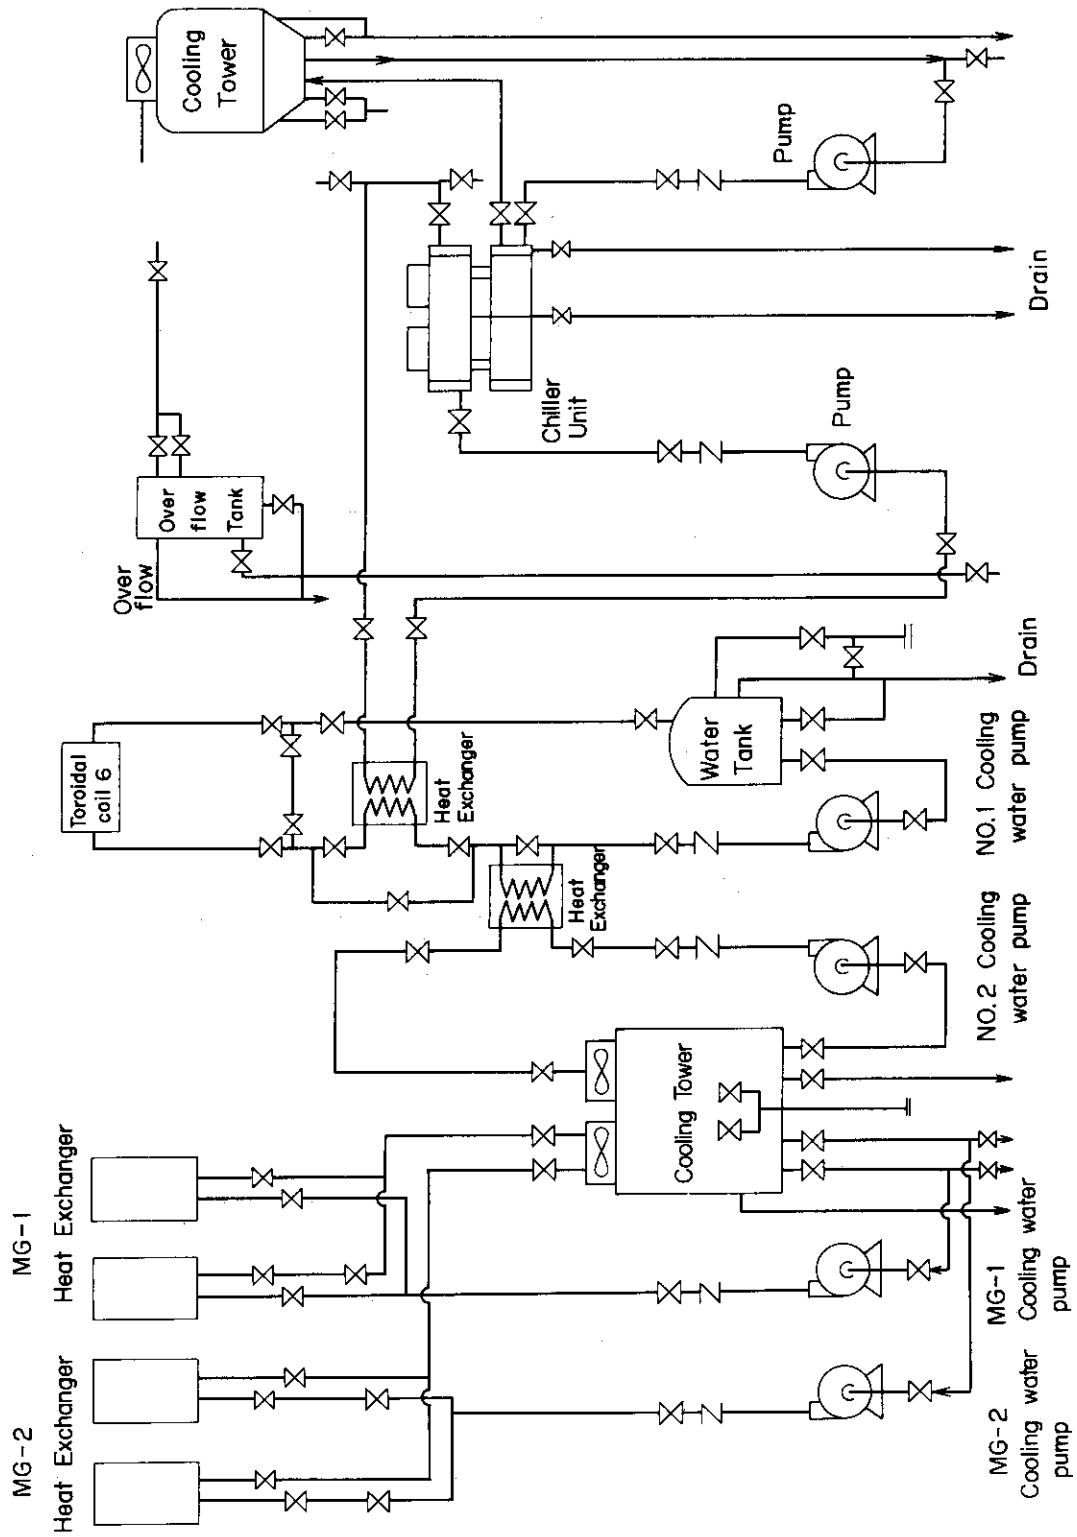 MG-2
Heat Exchanger
MG-1
Heat Exchanger
Toroidal
coil 6
Over
flow
Over
flow
Tank
Cooling
Tower
Heat
Exchanger
Heat
Exchanger
Chiller
Unit
Cooling Tower
Water
Tank
Pump
Pump
MG-2
Cooling water
pump
MG-1
Cooling water
pump
NO.2 Cooling
water pump
NO.1 Cooling
water pump
Drain
Drain